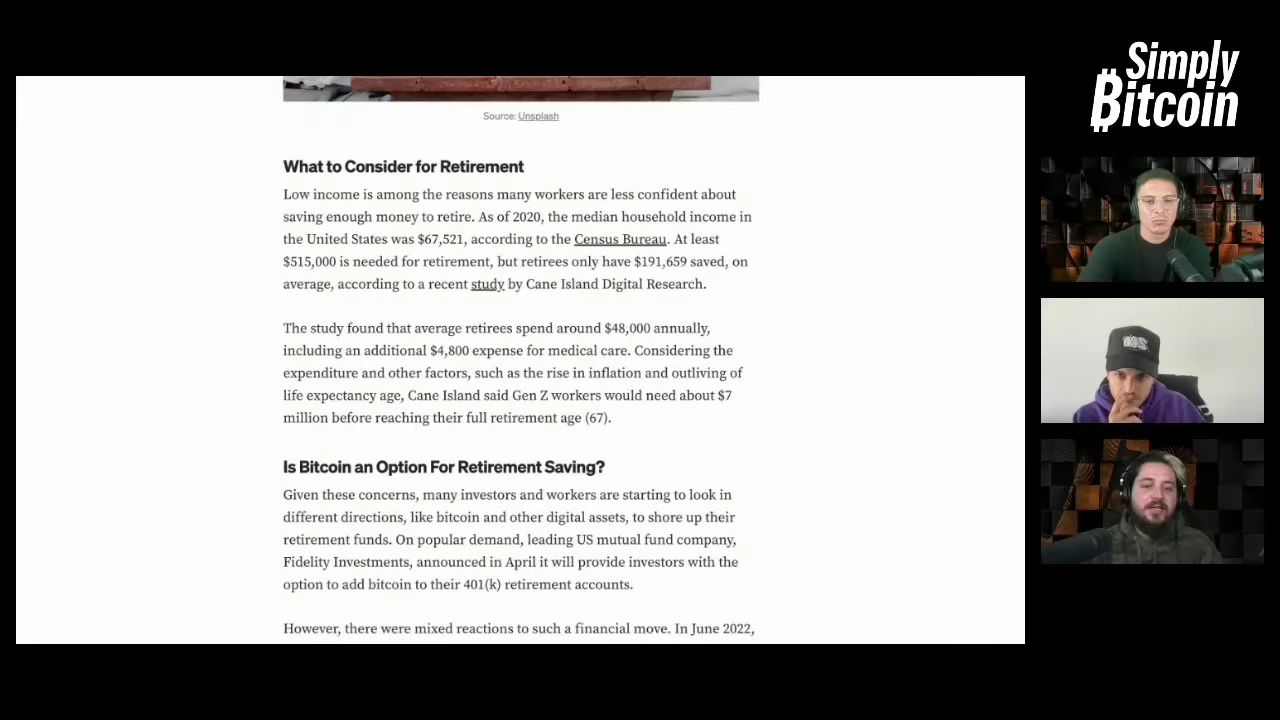 Simply
Bitcoin
Source: Unsplash
What to Consider for Retirement
Low income is among the reasons many workers are less confident about
saving enough money to retire. As of 2020, the median household income in
the United States was $67,521, according to the Census Bureau. At least
$515,000 is needed for retirement, but retirees only have $191,659 saved, on
average, according to a recent study by Cane Island Digital Research.
The study found that average retirees spend around $48,000 annually,
including an additional $4,800 expense for medical care. Considering the
expenditure and other factors, such as the rise in inflation and outliving of
life expectancy age, Cane Island said Gen Z workers would need about $7
million before reaching their full retirement age (67).
Is Bitcoin an Option For Retirement Saving?
Given these concerns, many investors and workers are starting to look in
different directions, like bitcoin and other digital assets, to shore up their
retirement funds. On popular demand, leading US mutual fund company,
Fidelity Investments, announced in April it will provide investors with the
option to add bitcoin to their 401(k) retirement accounts.
However, there were mixed reactions to such a financial move. In June 2022,